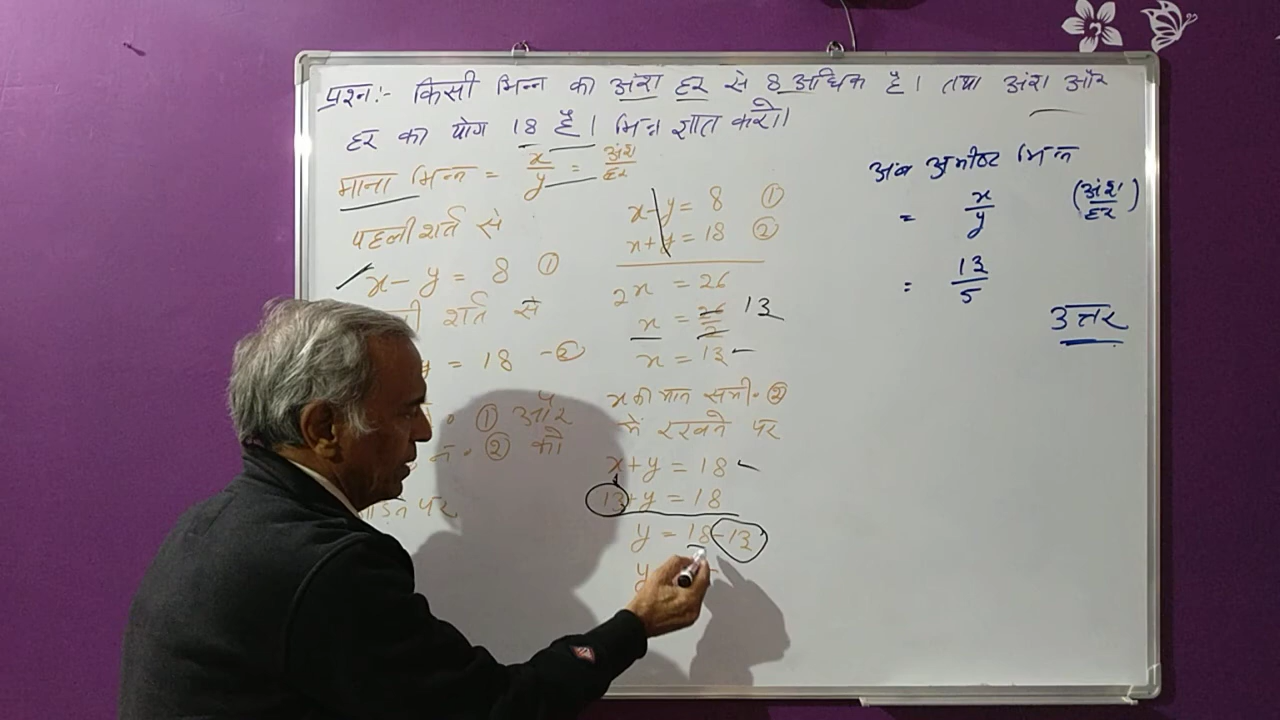 प्रश्न:- किसी भिन्न का अंश हर से 8 अधिक है। तथा अंश और
हर का योग 18 है। भिन्न ज्ञात करो।
माना भिन्न = x/y = अंश/हर
पहली शर्त से
x - y = 8 ①
शर्त से
y = 18 - ②
① और
② को
पर
x - y = 8 ①
x + y = 18 ②
2x = 26
x = 26/2 13
x = 13
x का मान समी॰ ②
में रखने पर
x + y = 18
13 + y = 18
y = 18 - 13
y
अब अभीष्ट भिन्न
= x/y (अंश/हर)
= 13/5
उत्तर